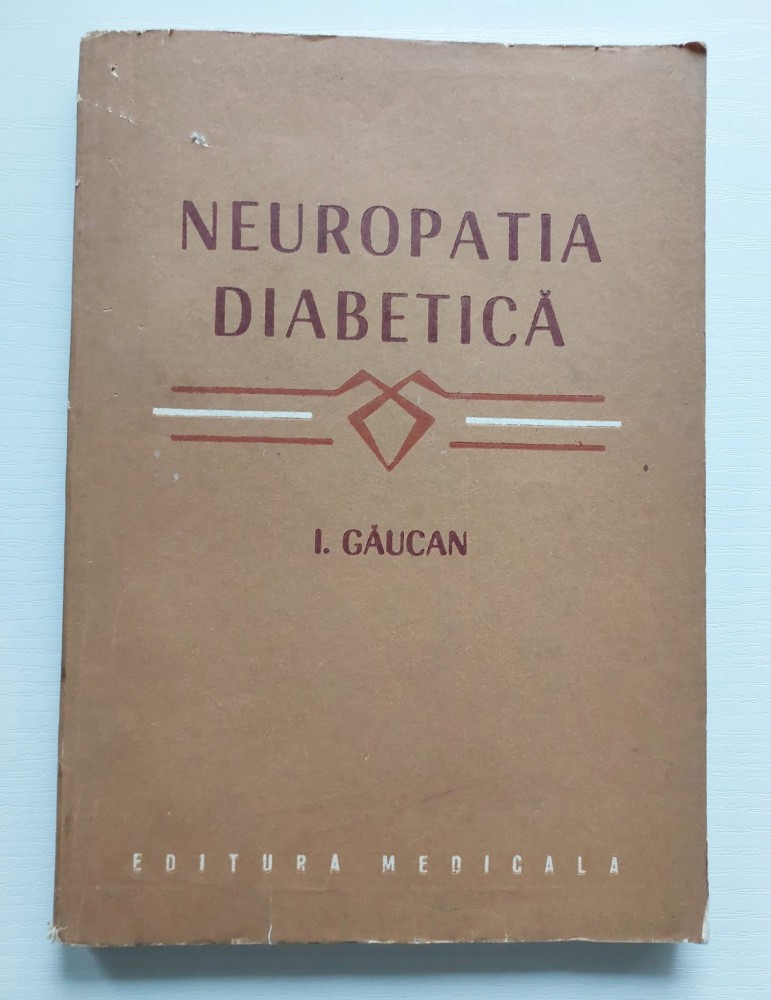 NEUROPATIA
DIABETICĂ
I. GĂUCAN
EDITURA MEDICALA